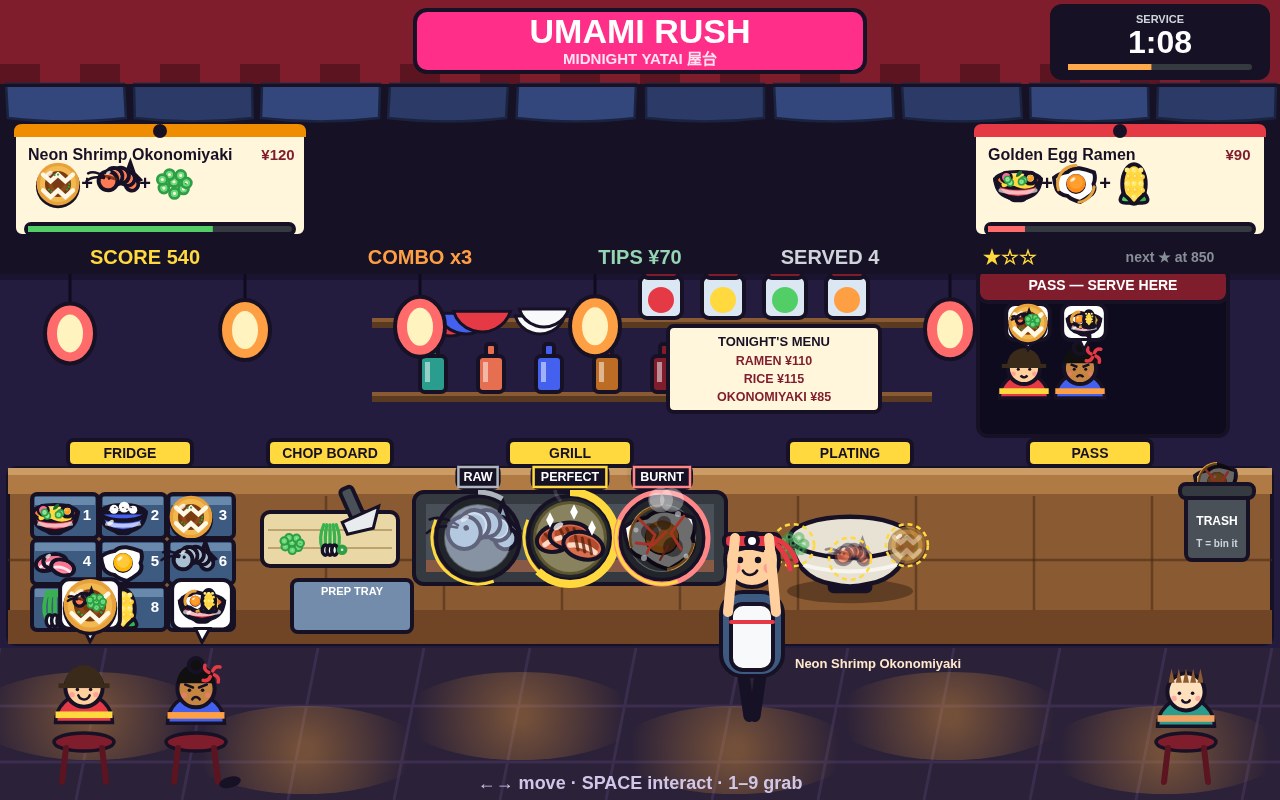 UMAMI RUSH
MIDNIGHT YATAI 屋台
SERVICE
1:08
Neon Shrimp Okonomiyaki ¥120
+ +
Golden Egg Ramen ¥90
+ +
SCORE 540
COMBO x3
TIPS ¥70
SERVED 4
★☆☆
next ★ at 850
PASS — SERVE HERE
TONIGHT'S MENU
RAMEN ¥110
RICE ¥115
OKONOMIYAKI ¥85
FRIDGE
CHOP BOARD
GRILL
PLATING
PASS
RAW
PERFECT
BURNT
1
2
3
4
5
6
8
PREP TRAY
TRASH
T = bin it
Neon Shrimp Okonomiyaki
←→ move · SPACE interact · 1–9 grab